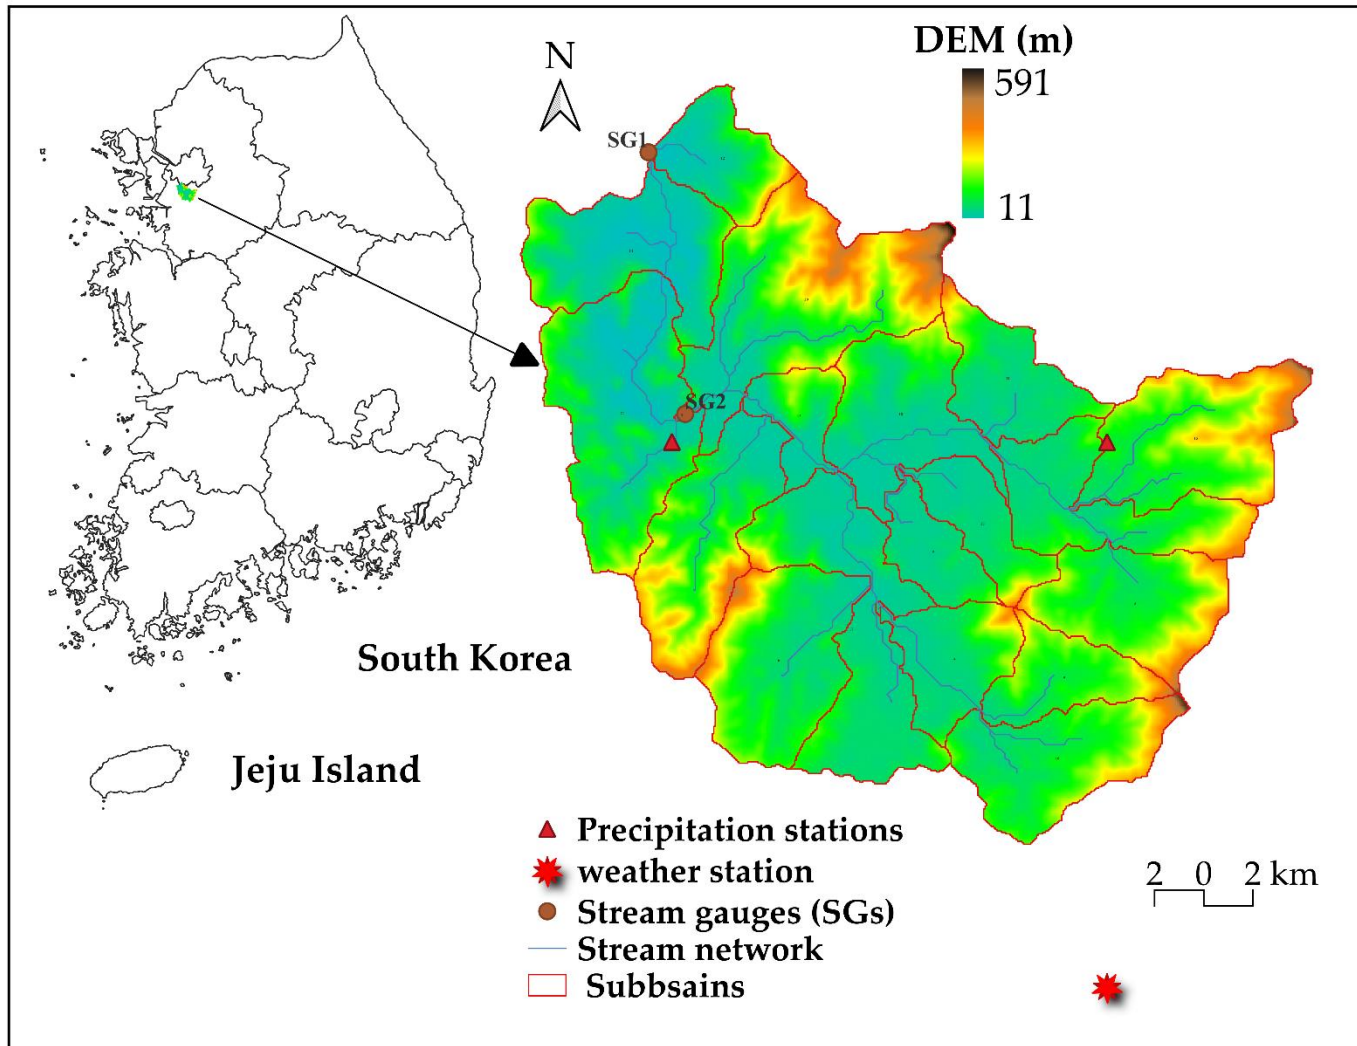 DEM (m)
591
11
N
SG1
SG2
South Korea
Jeju Island
Precipitation stations
weather station
Stream gauges (SGs)
Stream network
Subbsains
2 0 2 km